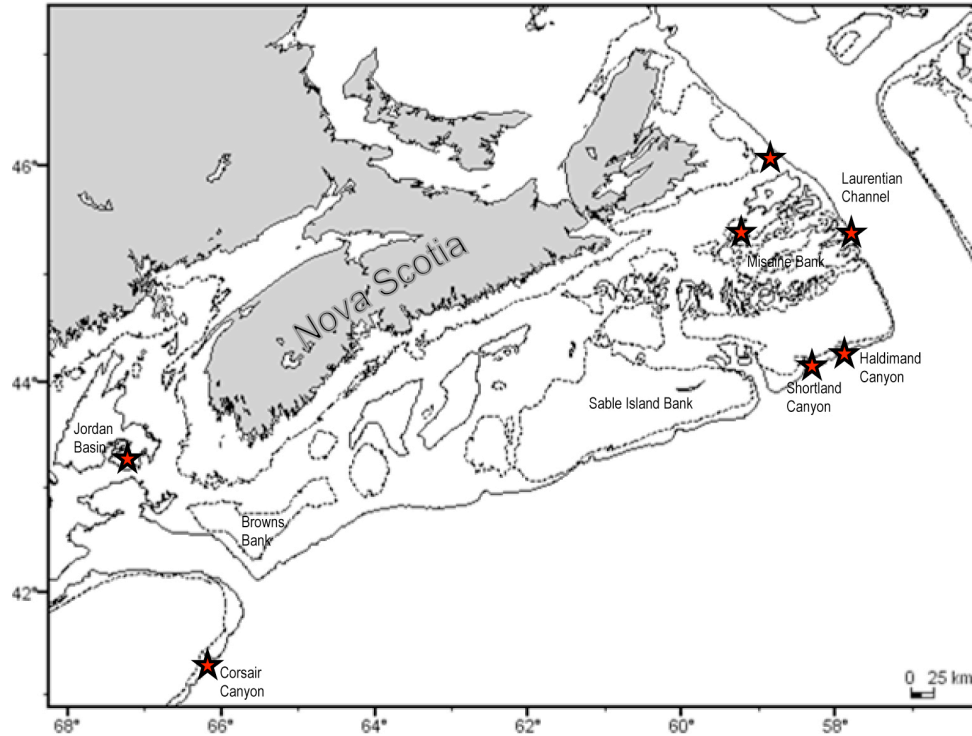 46°
Laurentian
Channel
Misaine Bank
Nova Scotia
44°
Haldimand
Canyon
Shortland
Canyon
Sable Island Bank
Jordan
Basin
Browns
Bank
42°
Corsair
Canyon
0 25 km
68° 66° 64° 62° 60° 58°